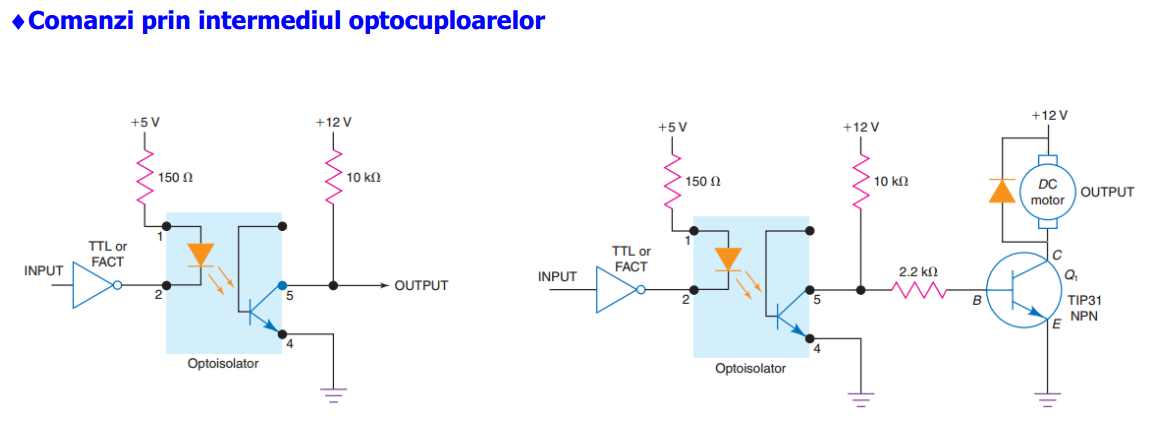 ♦Comanzi prin intermediul optocuploarelor
+5 V
+12 V
150 Ω
10 kΩ
1
TTL or
FACT
INPUT
2
5
OUTPUT
4
Optoisolator
+5 V
+12 V
+12 V
150 Ω
10 kΩ
DC
motor
OUTPUT
1
TTL or
FACT
INPUT
2
5
2.2 kΩ
B
C
Q1
TIP31
NPN
E
4
Optoisolator